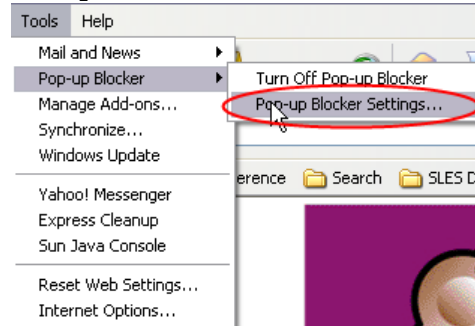 Tools Help
Mail and News
Pop-up Blocker
Turn Off Pop-up Blocker
Manage Add-ons...
Pop-up Blocker Settings...
Synchronize...
Windows Update
erence Search SLES D
Yahoo! Messenger
Express Cleanup
Sun Java Console
Reset Web Settings...
Internet Options...